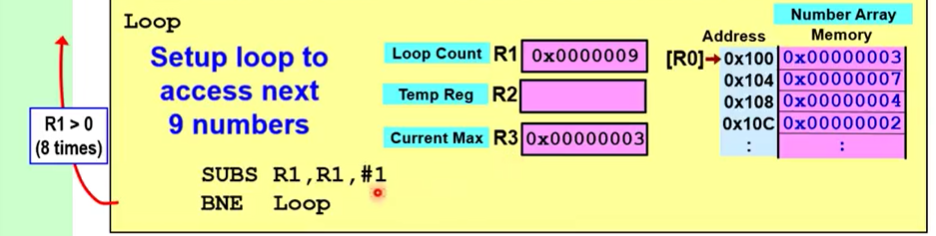 Loop
Setup loop to
access next
9 numbers
R1 > 0
(8 times)
SUBS R1,R1,#1
BNE Loop
Loop Count R1 0x0000009
Temp Reg R2
Current Max R3 0x00000003
Number Array
Address Memory
[R0]→ 0x100 0x00000003
0x104 0x00000007
0x108 0x00000004
0x10C 0x00000002
: :